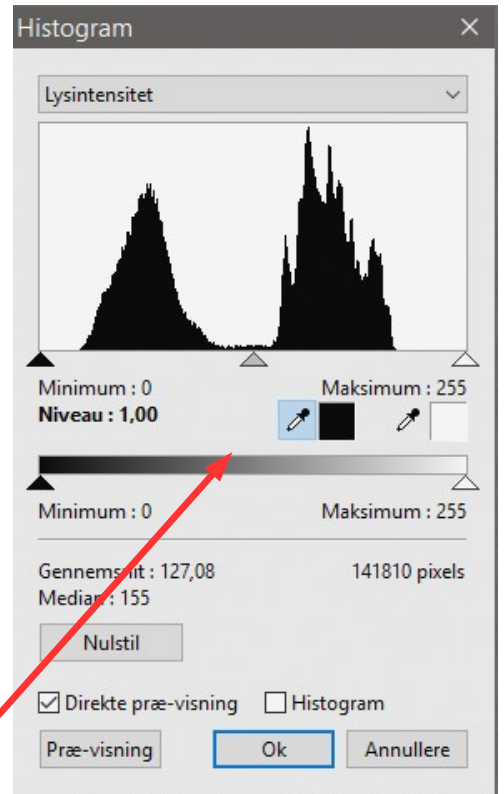 Histogram
Lysintensitet
Minimum : 0 Maksimum : 255
Niveau : 1,00
Minimum : 0 Maksimum : 255
Gennemsnit : 127,08 141810 pixels
Median : 155
Nulstil
Direkte præ-visning Histogram
Præ-visning Ok Annullere